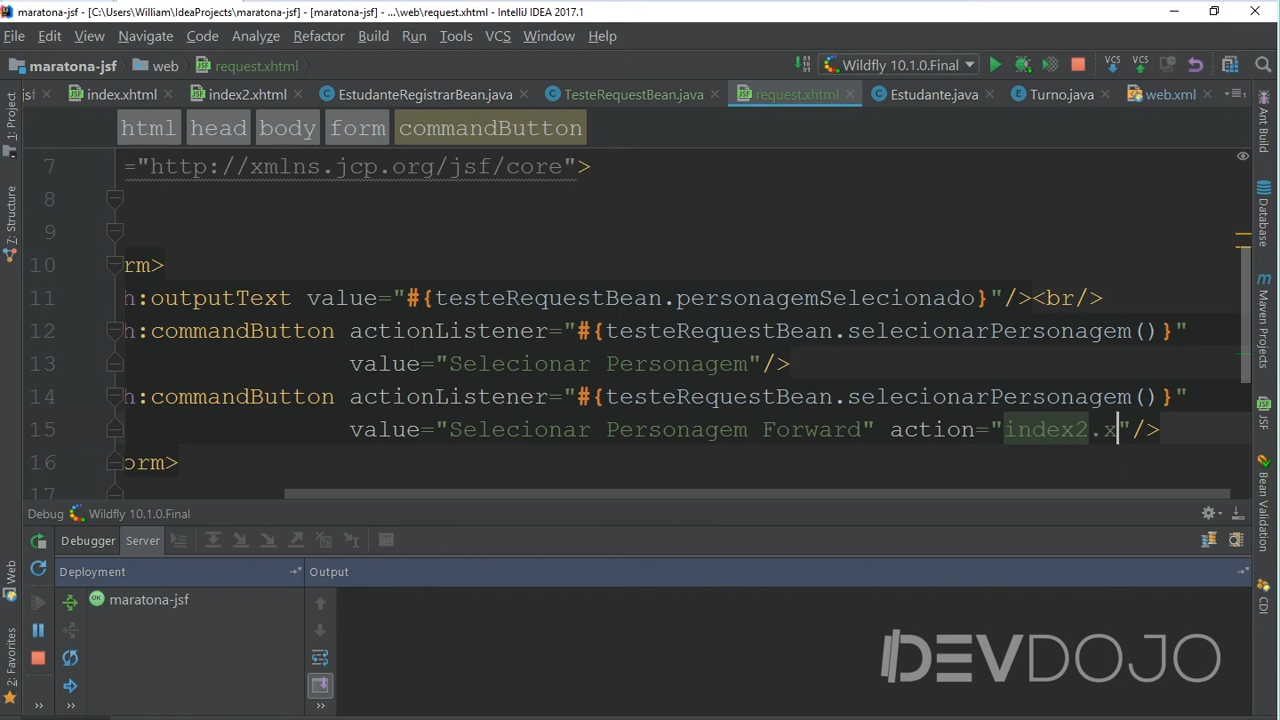 maratona-jsf - [C:\Users\William\IdeaProjects\maratona-jsf] - [maratona-jsf] - ...\web\request.xhtml - IntelliJ IDEA 2017.1
File Edit View Navigate Code Analyze Refactor Build Run Tools VCS Window Help
maratona-jsf web request.xhtml Wildfly 10.1.0.Final VCS VCS
index.xhtml index2.xhtml EstudanteRegistrarBean.java TesteRequestBean.java request.xhtml Estudante.java Turno.java web.xml
html head body form commandButton
7 ="http://xmlns.jcp.org/jsf/core">
8
9
10 rm>
11 h:outputText value="#{testeRequestBean.personagemSelecionado}"/><br/>
12 h:commandButton actionListener="#{testeRequestBean.selecionarPersonagem()}"
13 value="Selecionar Personagem"/>
14 h:commandButton actionListener="#{testeRequestBean.selecionarPersonagem()}"
15 value="Selecionar Personagem Forward" action="index2.x"/>
16 orm>
17
Debug Wildfly 10.1.0.Final
Debugger Server
Deployment Output
OK maratona-jsf
DEVDOJO
1: Project
7: Structure
Web
2: Favorites
Ant Build
Database
Maven Projects
JSF
Bean Validation
CDI